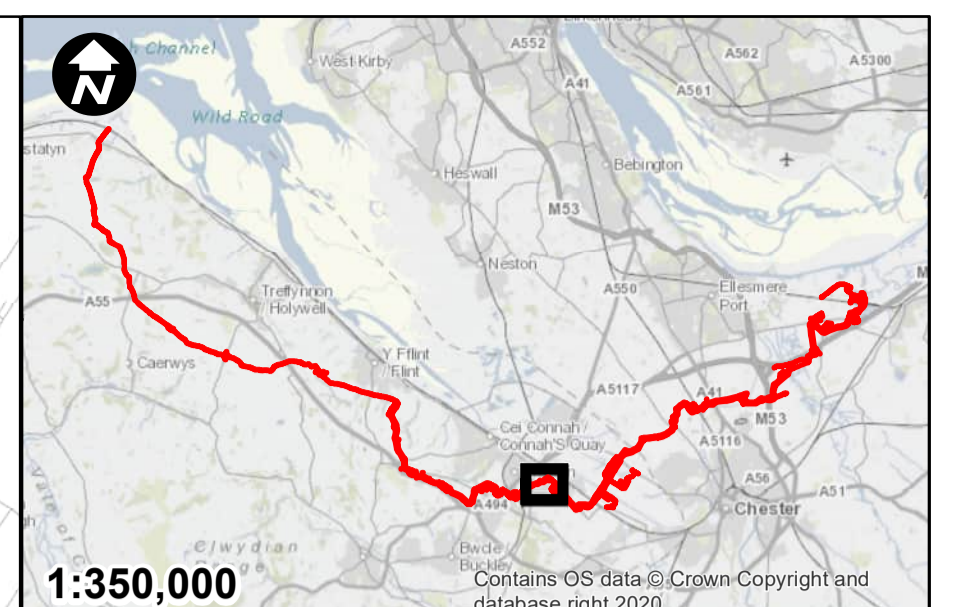 N
h Channel
West Kirby
A552
A562
A5300
A41
A561
Wild Road
statyn
Heswall
Bebington
M53
Neston
A550
Ellesmere
Port
M
A55
Treffynnon
/ Holywell
Caerwys
Y Fflint
/ Flint
A5117
A41
Cei Connah /
Connah'S Quay
M53
A5116
A56
A51
Chester
A494
Clwydian
Bwcle
Buckley
1:350,000
Contains OS data © Crown Copyright and
database right 2020